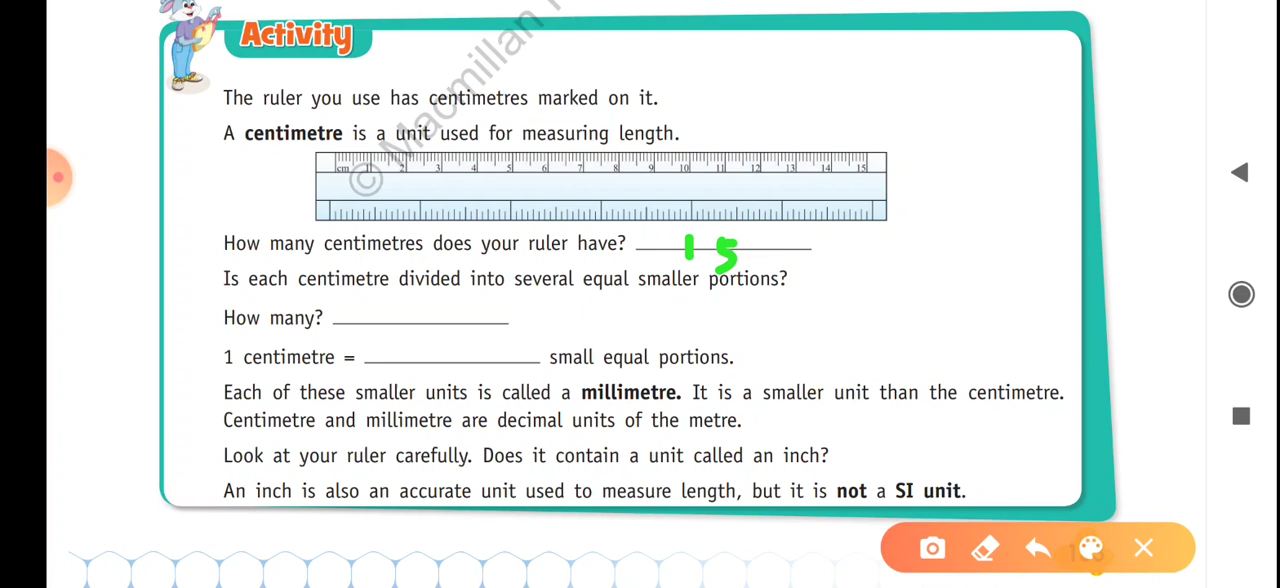 Activity
The ruler you use has centimetres marked on it.
A centimetre is a unit used for measuring length.
© Macmillan
cm 1 2 3 4 5 6 7 8 9 10 11 12 13 14 15
How many centimetres does your ruler have? 15
Is each centimetre divided into several equal smaller portions?
How many? ____________
1 centimetre = ____________ small equal portions.
Each of these smaller units is called a millimetre. It is a smaller unit than the centimetre.
Centimetre and millimetre are decimal units of the metre.
Look at your ruler carefully. Does it contain a unit called an inch?
An inch is also an accurate unit used to measure length, but it is not a SI unit.